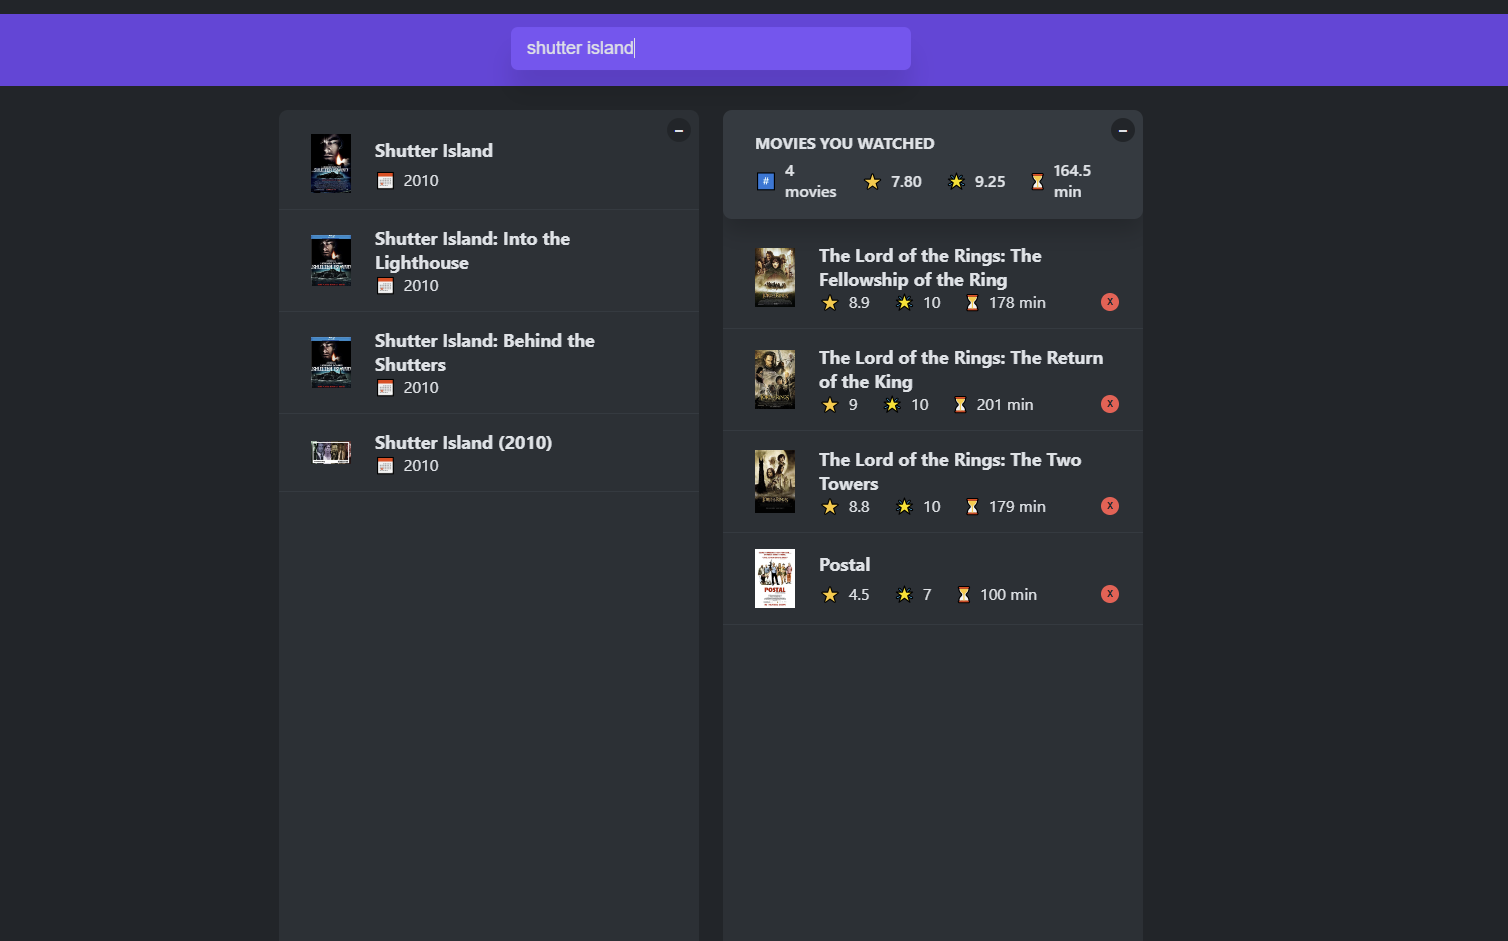 shutter island
Shutter Island
2010
Shutter Island: Into the
Lighthouse
2010
Shutter Island: Behind the
Shutters
2010
Shutter Island (2010)
2010
MOVIES YOU WATCHED
# 4 movies 7.80 9.25 164.5 min
The Lord of the Rings: The
Fellowship of the Ring
8.9 10 178 min X
The Lord of the Rings: The Return
of the King
9 10 201 min X
The Lord of the Rings: The Two
Towers
8.8 10 179 min X
POSTAL
Postal
4.5 7 100 min X